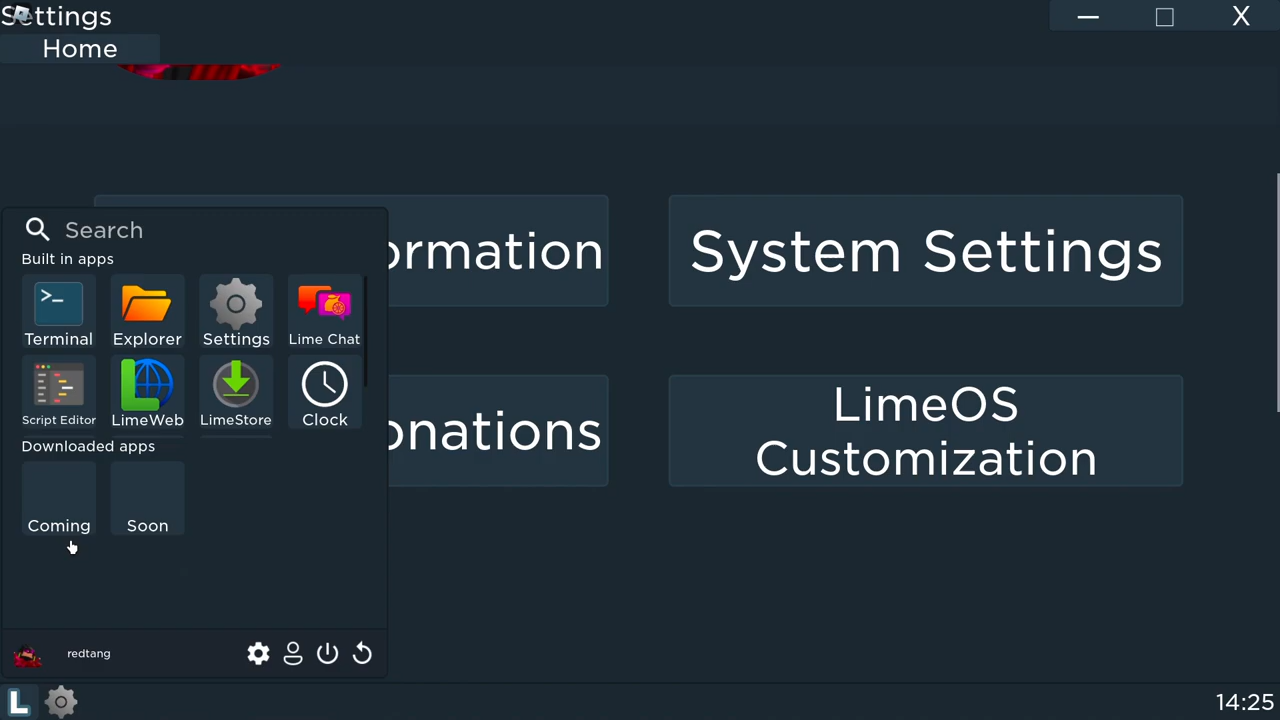 Settings
— □ X
Home
ormation
System Settings
Search
Built in apps
>_
Terminal
Explorer
Settings
Lime Chat
Script Editor
L
LimeWeb
LimeStore
Clock
onations
LimeOS
Customization
Downloaded apps
Coming
Soon
redtang
L
14:25